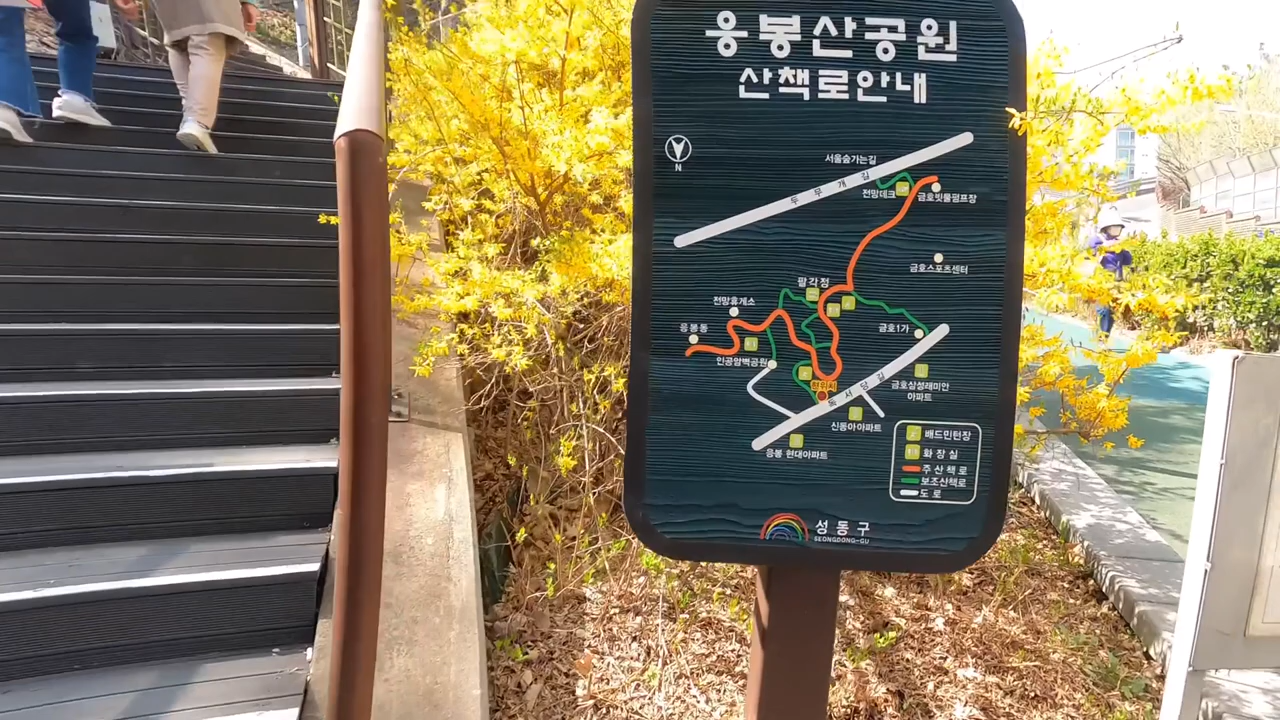 응봉산공원
산책로안내
N
서울숲가는길
두무개길
전망데크
금호빗물펌프장
금호스포츠센터
팔각정
전망휴게소
응봉동
금호1가
인공암벽공원
현위치
독서당길
금호삼성래미안
아파트
신동아아파트
응봉 현대아파트
배드민턴장
화장실
주산책로
보조산책로
도로
성동구
SEONGDONG-GU